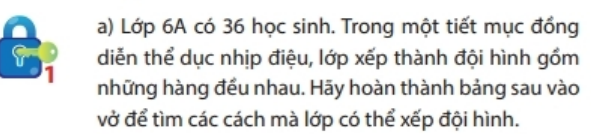 a) Lớp 6A có 36 học sinh. Trong một tiết mục đồng
diễn thể dục nhịp điệu, lớp xếp thành đội hình gồm
những hàng đều nhau. Hãy hoàn thành bảng sau vào
vở để tìm các cách mà lớp có thể xếp đội hình.
1